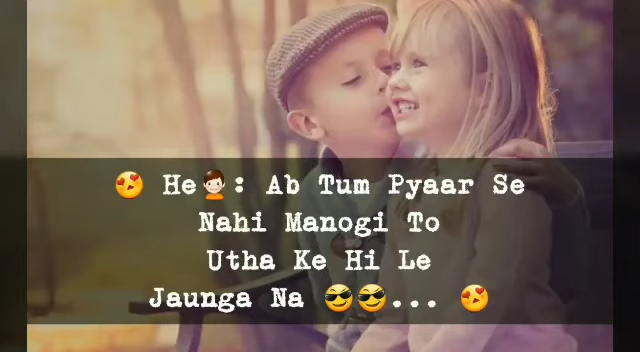 😍 He🙎‍♂️: Ab Tum Pyaar Se
Nahi Manogi To
Utha Ke Hi Le
Jaunga Na 😎😎... 😍